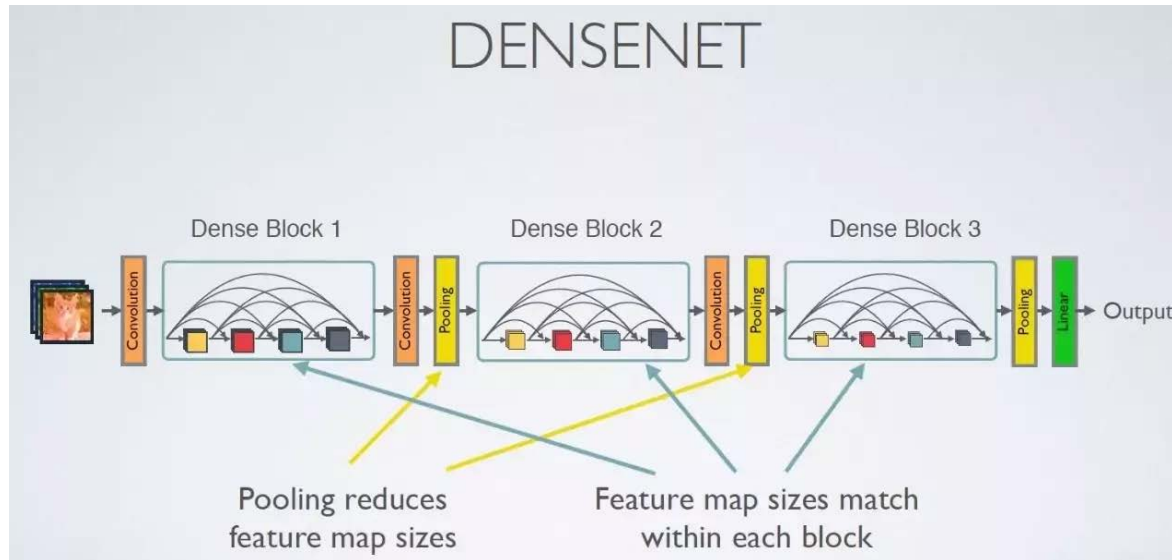 DENSENET
Dense Block 1
Dense Block 2
Dense Block 3
Convolution
Convolution
Pooling
Convolution
Pooling
Pooling
Linear
Output
Pooling reduces
feature map sizes
Feature map sizes match
within each block